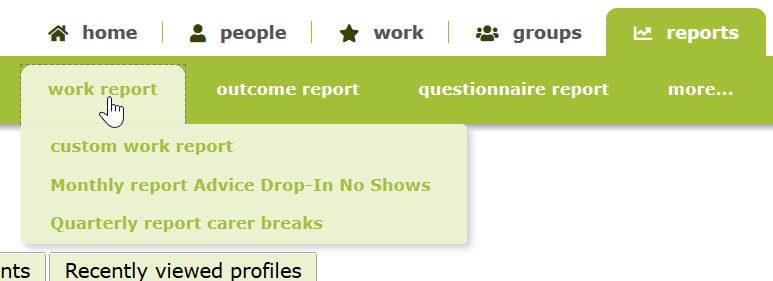 home people work groups reports
work report outcome report questionnaire report more...
custom work report
Monthly report Advice Drop-In No Shows
Quarterly report carer breaks
nts Recently viewed profiles